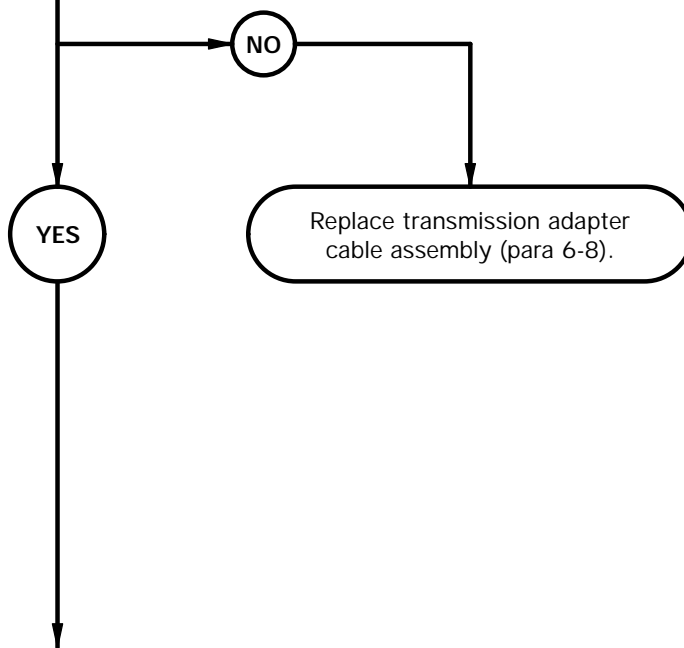 NO
YES
Replace transmission adapter
cable assembly (para 6-8).